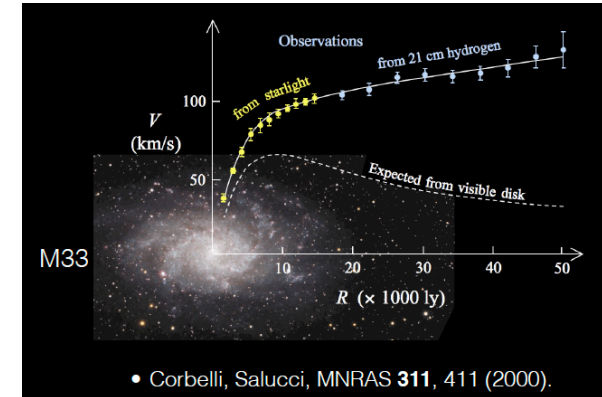 Observations
from starlight
from 21 cm hydrogen
V
(km/s)
100
50
Expected from visible disk
M33
10
20
30
40
50
R (× 1000 ly)
• Corbelli, Salucci, MNRAS 311, 411 (2000).